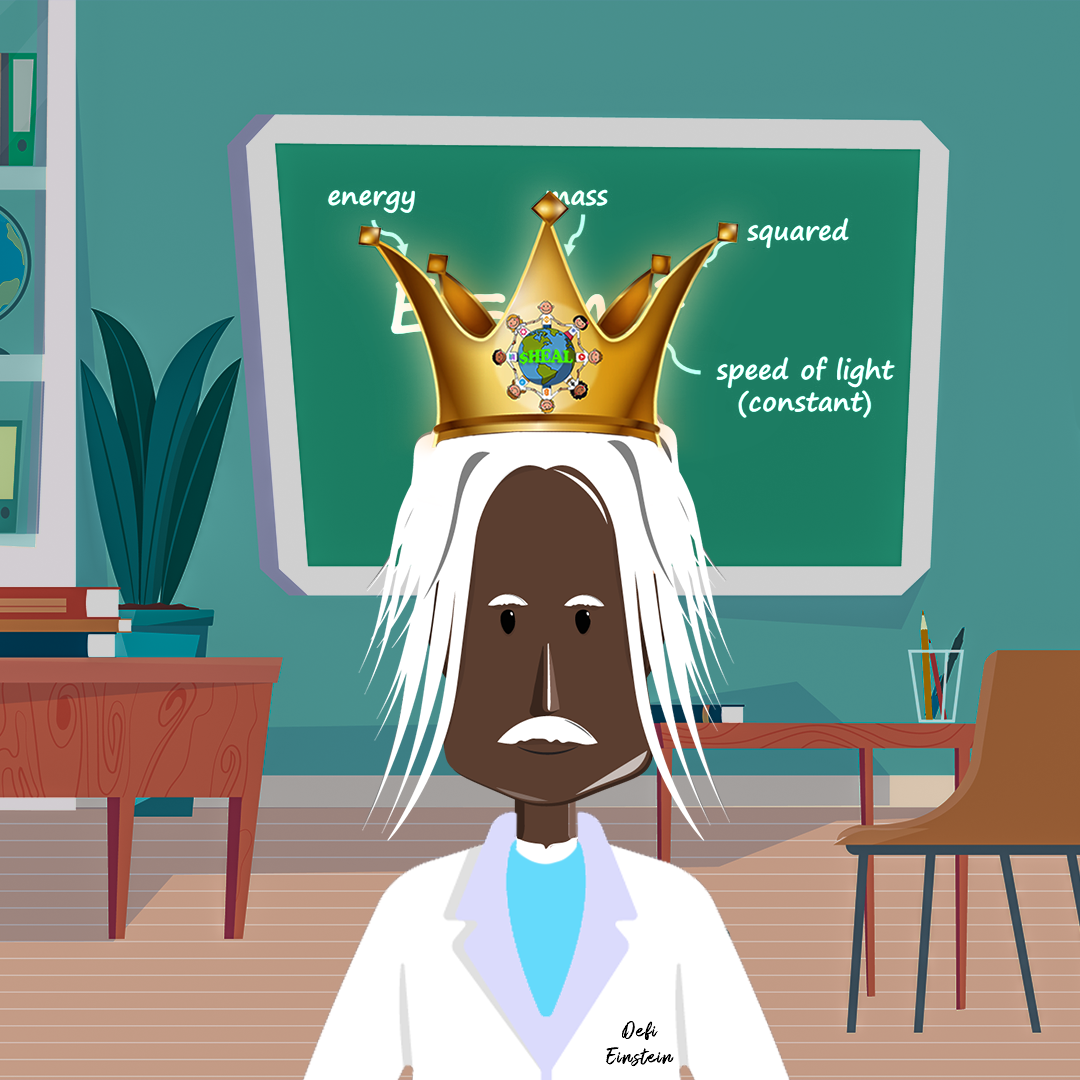 energy
mass
squared
E =
speed of light
(constant)
$HEAL
Defi
Einstein